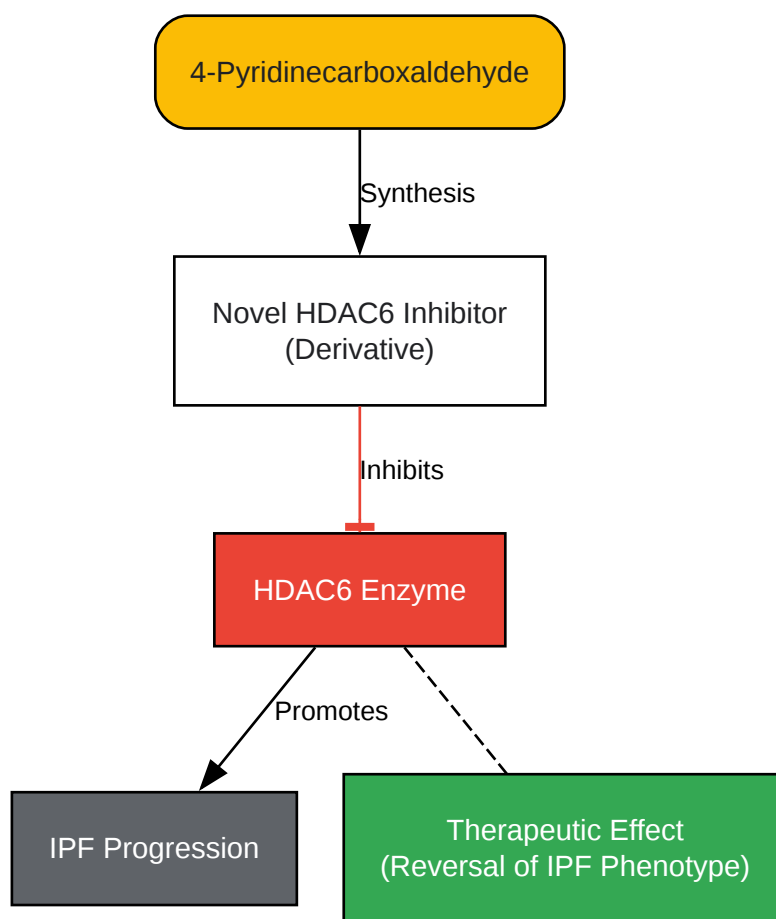 4-Pyridinecarboxaldehyde
Synthesis
Novel HDAC6 Inhibitor
(Derivative)
Inhibits
HDAC6 Enzyme
Promotes
IPF Progression
Therapeutic Effect
(Reversal of IPF Phenotype)